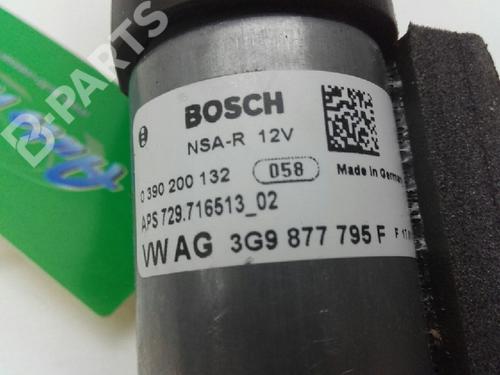 B-PARTS
BOSCH
NSA-R 12V
0 390 200 132 058
Made in Germany
APS 729.716513_02
VW AG 3G9 877 795 F